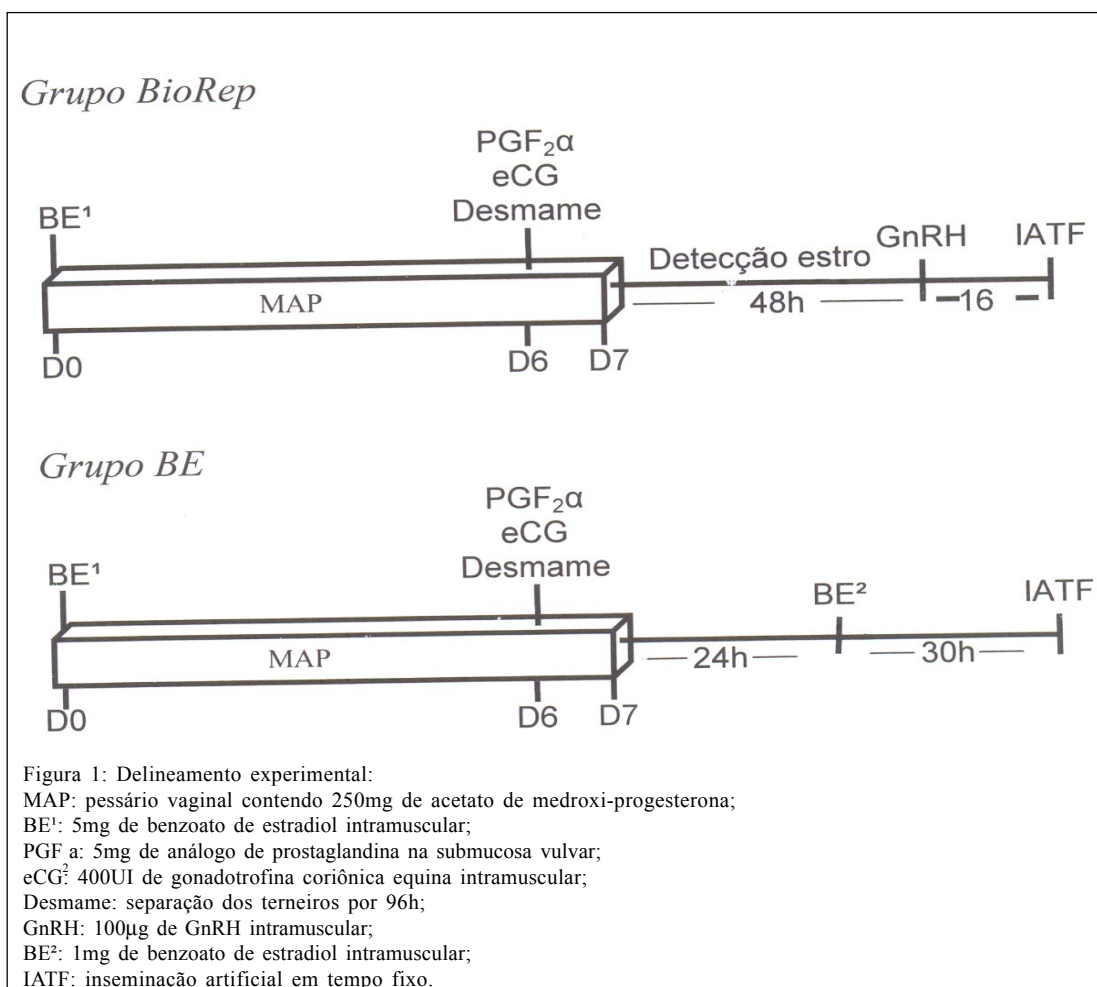 Grupo BioRep
PGF₂α
eCG
Desmame
BE¹
GnRH
IATF
Detecção estro
MAP
48h
16
D0
D6
D7
Grupo BE
PGF₂α
eCG
Desmame
BE¹
BE²
IATF
MAP
24h
30h
D0
D6
D7
Figura 1: Delineamento experimental:
MAP: pessário vaginal contendo 250mg de acetato de medroxi-progesterona;
BE¹: 5mg de benzoato de estradiol intramuscular;
PGF₂a: 5mg de análogo de prostaglandina na submucosa vulvar;
eCG: 400UI de gonadotrofina coriônica equina intramuscular;
Desmame: separação dos terneiros por 96h;
GnRH: 100µg de GnRH intramuscular;
BE²: 1mg de benzoato de estradiol intramuscular;
IATF: inseminação artificial em tempo fixo.